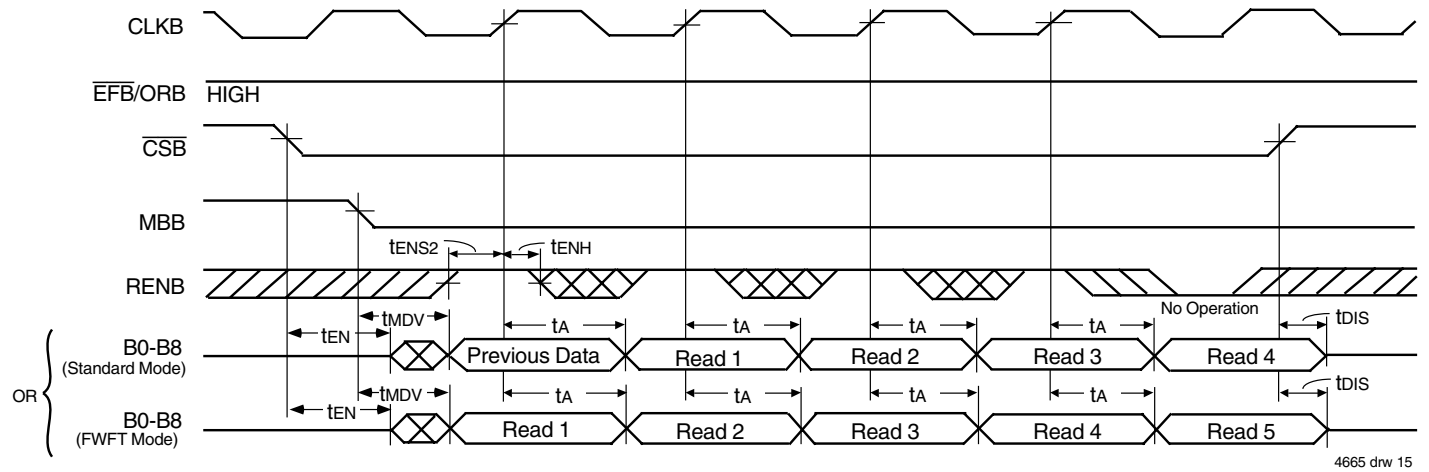 CLKB
EFB/ORB HIGH
CSB
MBB
tENS2 tENH
RENB
No Operation
tEN tMDV tA tA tA tA tDIS
B0-B8
(Standard Mode)
Previous Data Read 1 Read 2 Read 3 Read 4
OR
tEN tMDV tA tA tA tA tDIS
B0-B8
(FWFT Mode)
Read 1 Read 2 Read 3 Read 4 Read 5
4665 drw 15